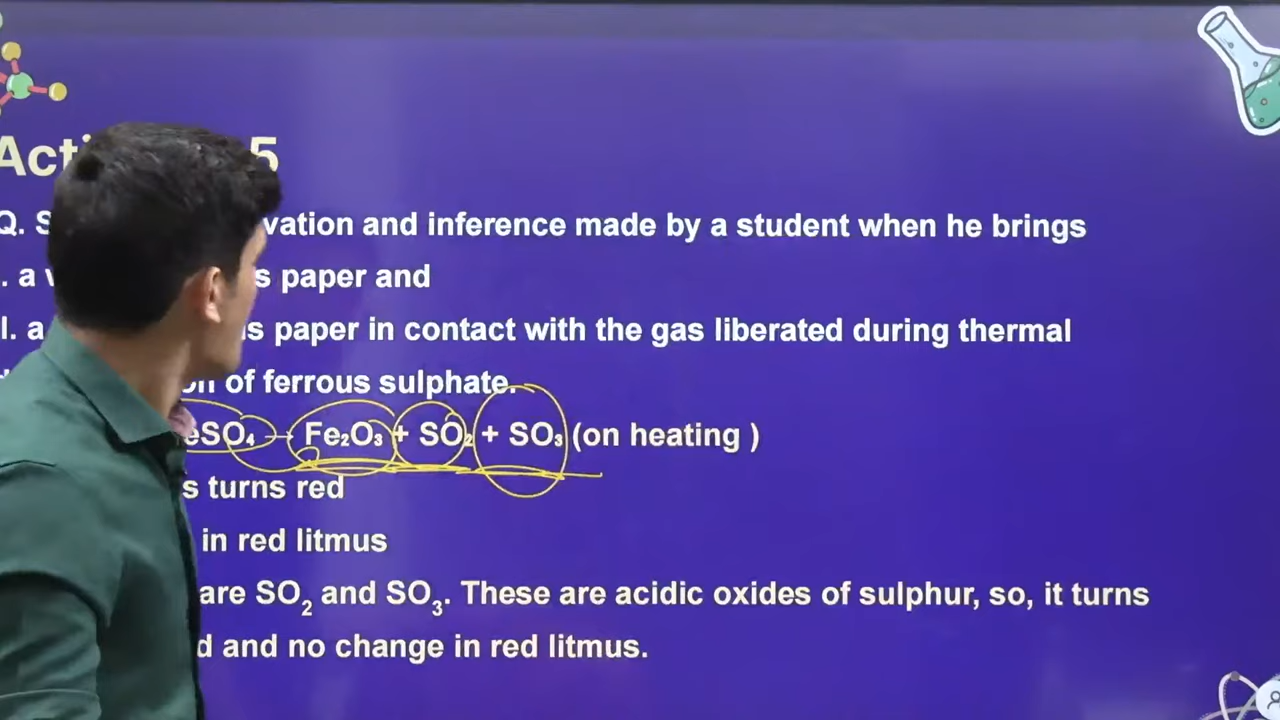 Acti 5
Q. S vation and inference made by a student when he brings
. a w s paper and
I. a is paper in contact with the gas liberated during thermal
on of ferrous sulphate.
eSO₄ → Fe₂O₃ + SO₂ + SO₃ (on heating )
s turns red
in red litmus
are SO₂ and SO₃. These are acidic oxides of sulphur, so, it turns
d and no change in red litmus.